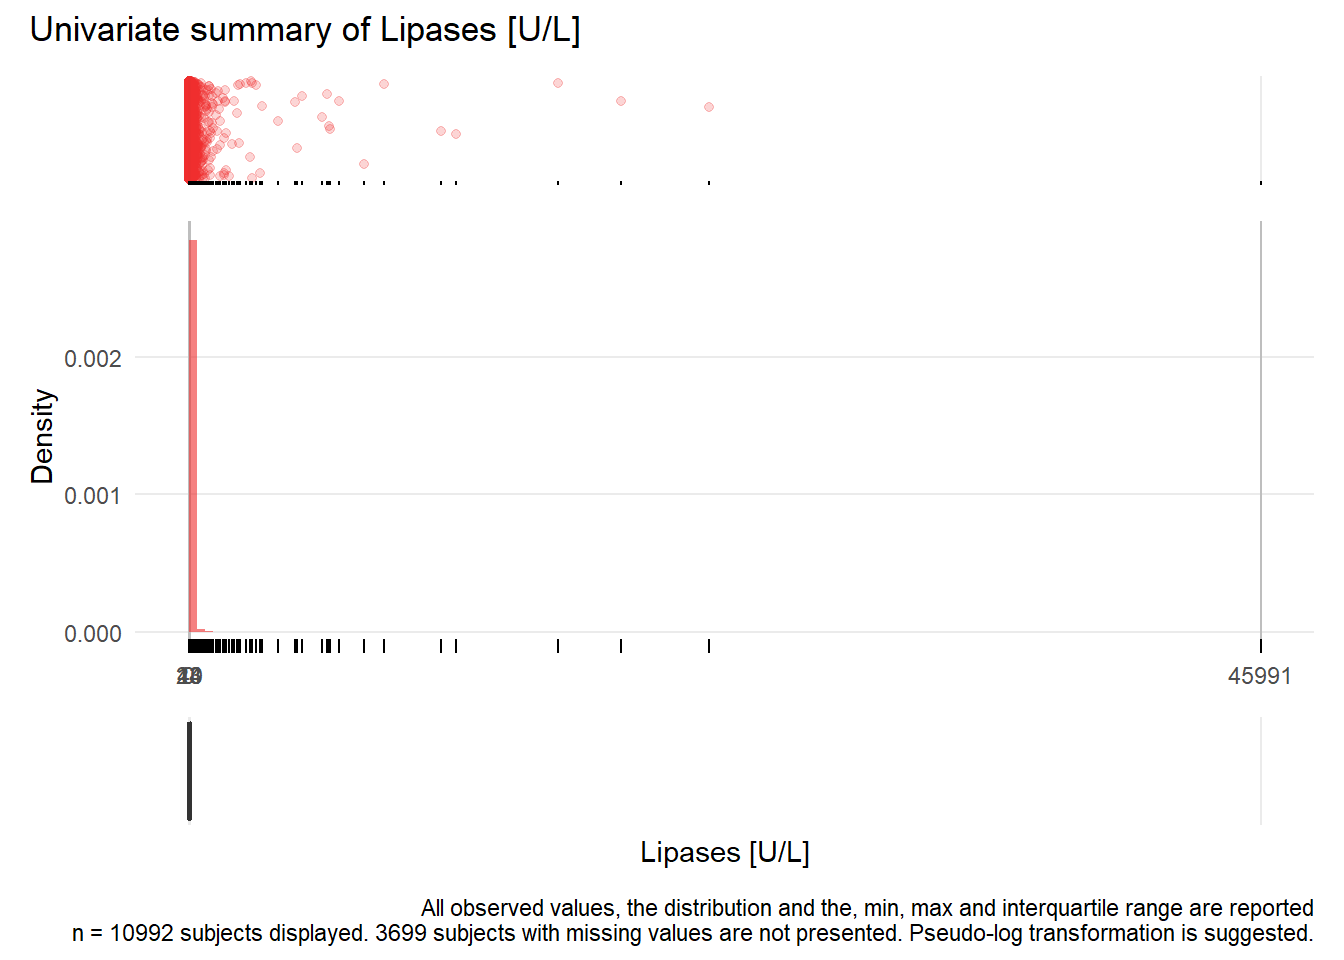 Univariate summary of Lipases [U/L]
Density
0.002
0.001
0.000
45991
Lipases [U/L]
All observed values, the distribution and the, min, max and interquartile range are reported
n = 10992 subjects displayed. 3699 subjects with missing values are not presented. Pseudo-log transformation is suggested.